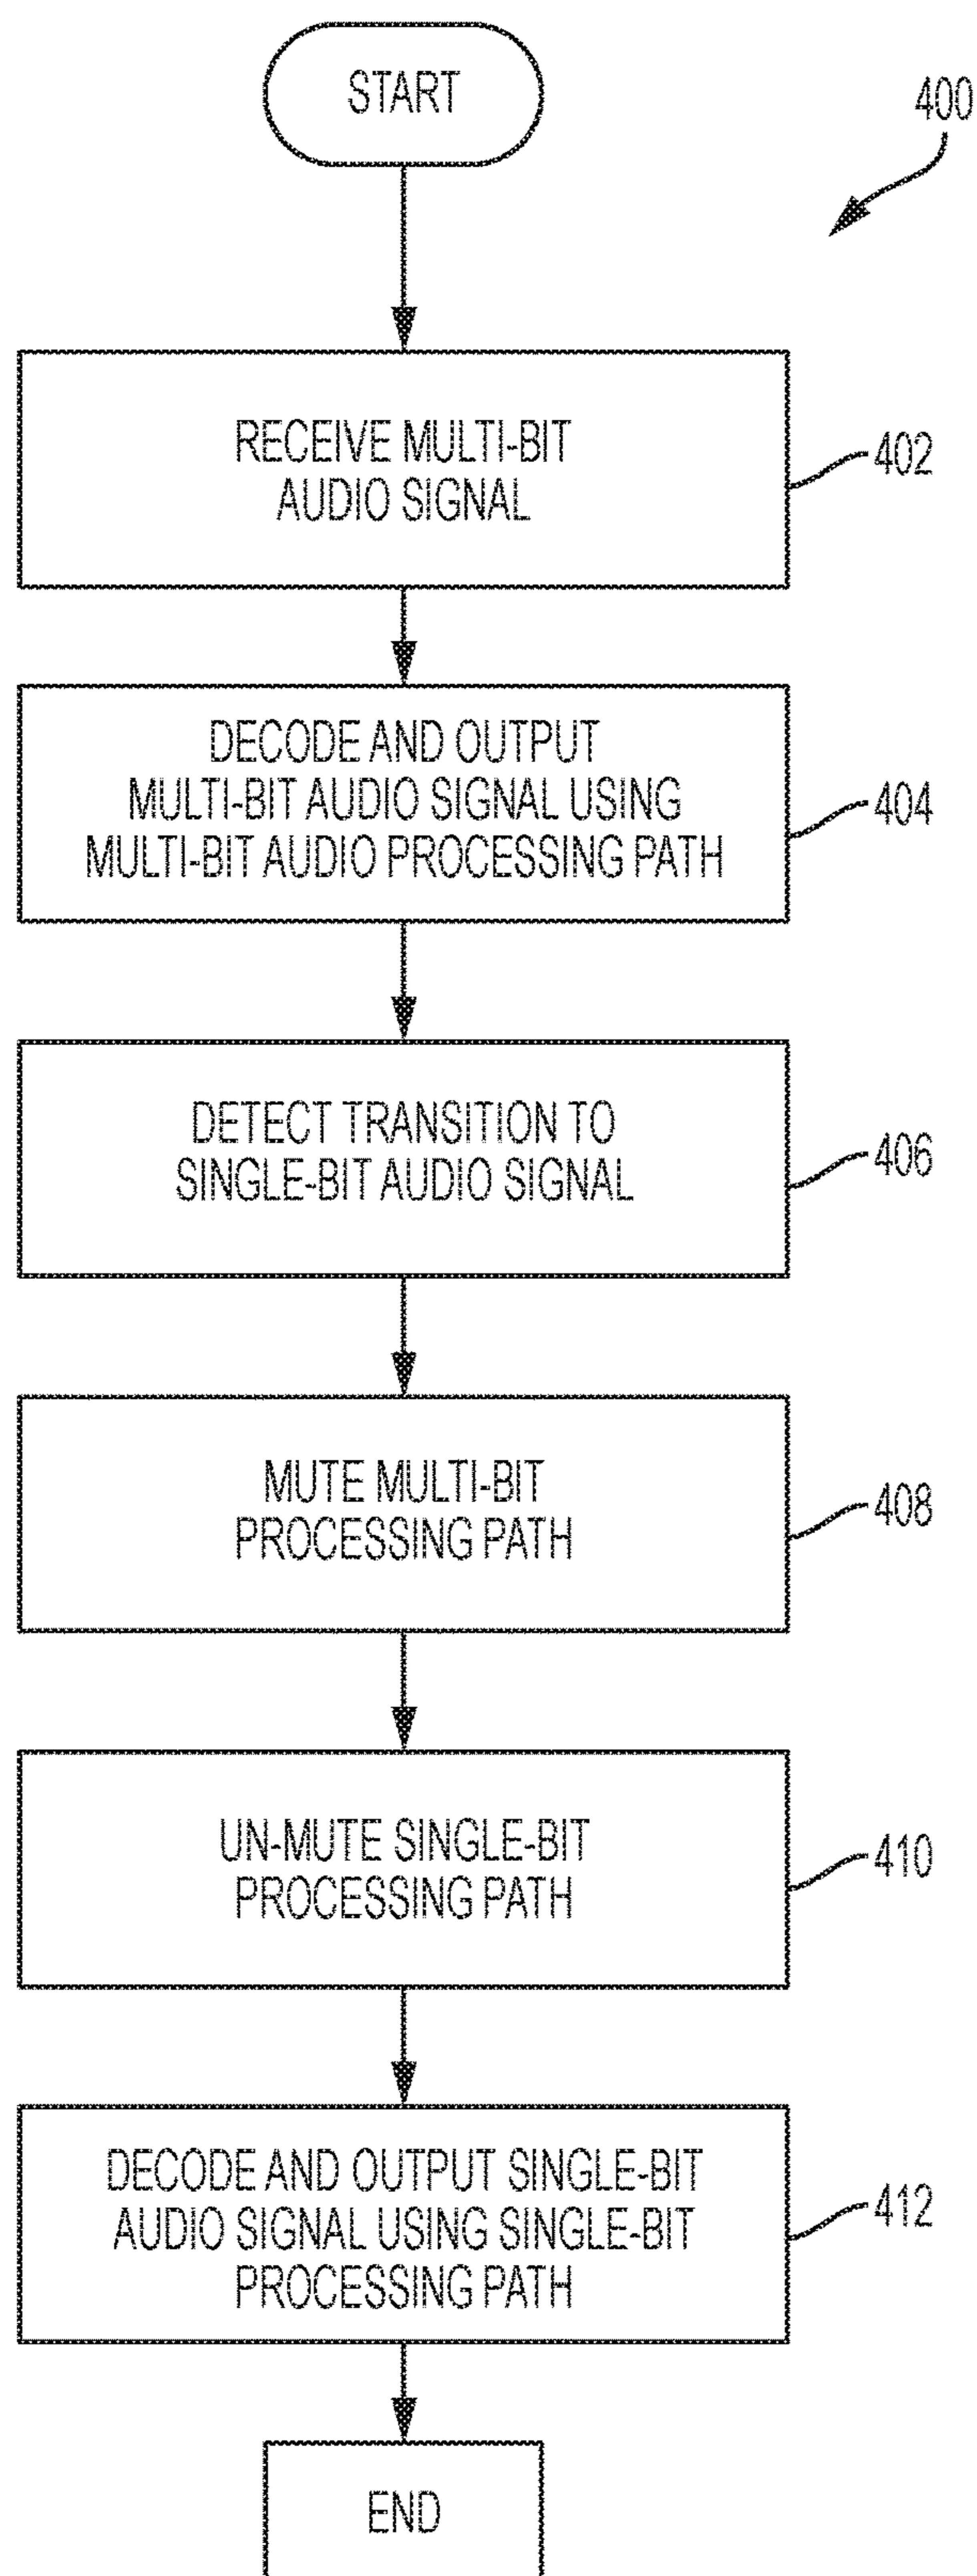 START
400
RECEIVE MULTI-BIT
AUDIO SIGNAL
402
DECODE AND OUTPUT
MULTI-BIT AUDIO SIGNAL USING
MULTI-BIT AUDIO PROCESSING PATH
404
DETECT TRANSITION TO
SINGLE-BIT AUDIO SIGNAL
406
MUTE MULTI-BIT
PROCESSING PATH
408
UN-MUTE SINGLE-BIT
PROCESSING PATH
410
DECODE AND OUTPUT SINGLE-BIT
AUDIO SIGNAL USING SINGLE-BIT
PROCESSING PATH
412
END